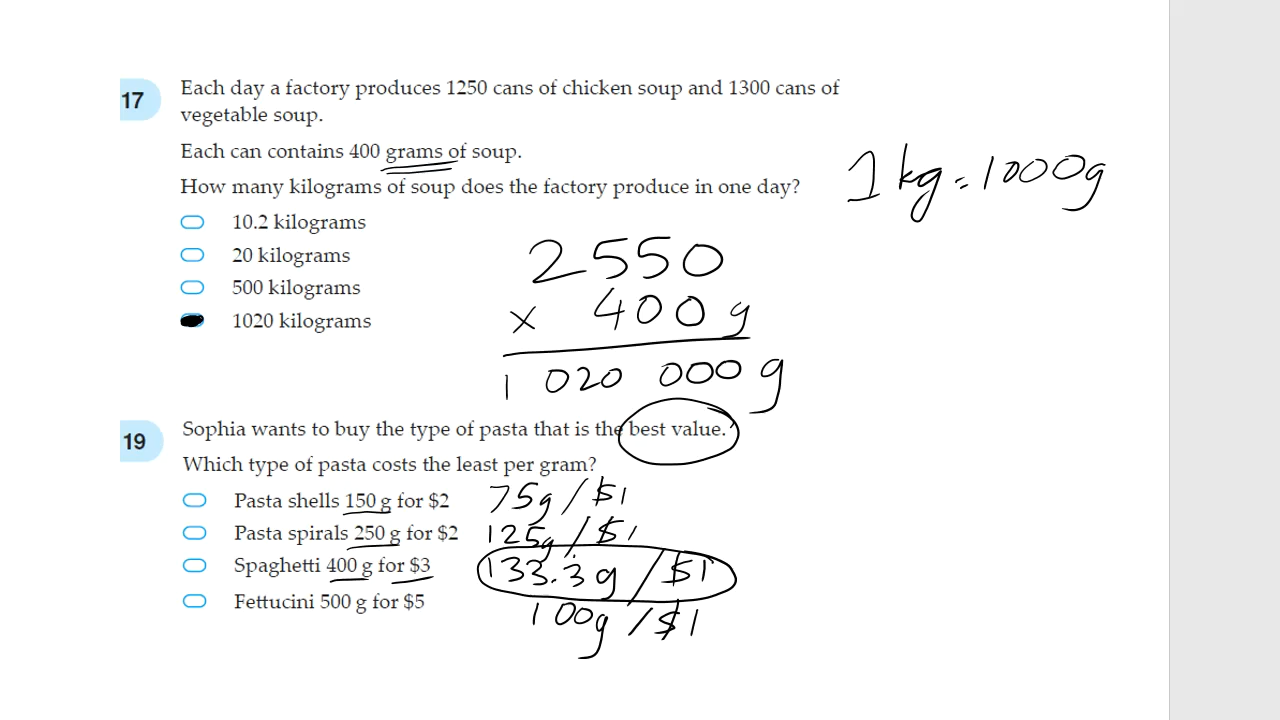 17 Each day a factory produces 1250 cans of chicken soup and 1300 cans of
vegetable soup.
Each can contains 400 grams of soup.
How many kilograms of soup does the factory produce in one day?
1 kg = 1000g
10.2 kilograms
20 kilograms
500 kilograms
1020 kilograms
2550
× 400 g
1 020 000 g
19 Sophia wants to buy the type of pasta that is the best value.
Which type of pasta costs the least per gram?
Pasta shells 150 g for $2 75g / $1
Pasta spirals 250 g for $2 125g / $1
Spaghetti 400 g for $3 133.3g / $1
Fettucini 500 g for $5 100g / $1